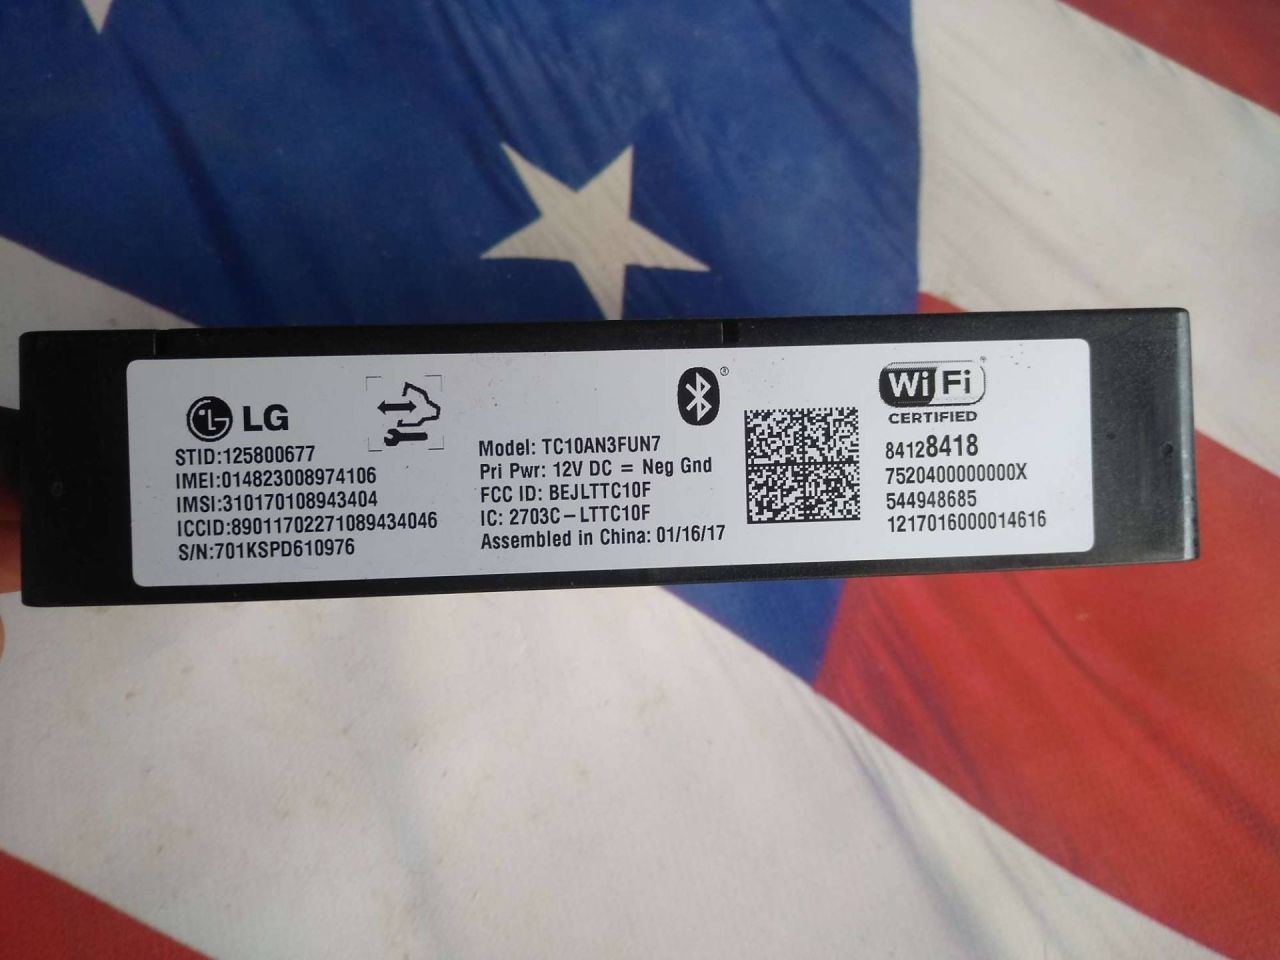 LG
STID:125800677
IMEI:014823008974106
IMSI:310170108943404
ICCID:89011702271089434046
S/N:701KSPD610976
Model: TC10AN3FUN7
Pri Pwr: 12V DC = Neg Gnd
FCC ID: BEJLTTC10F
IC: 2703C-LTTC10F
Assembled in China: 01/16/17
Wi Fi
CERTIFIED
84128418
7520400000000X
544948685
1217016000014616